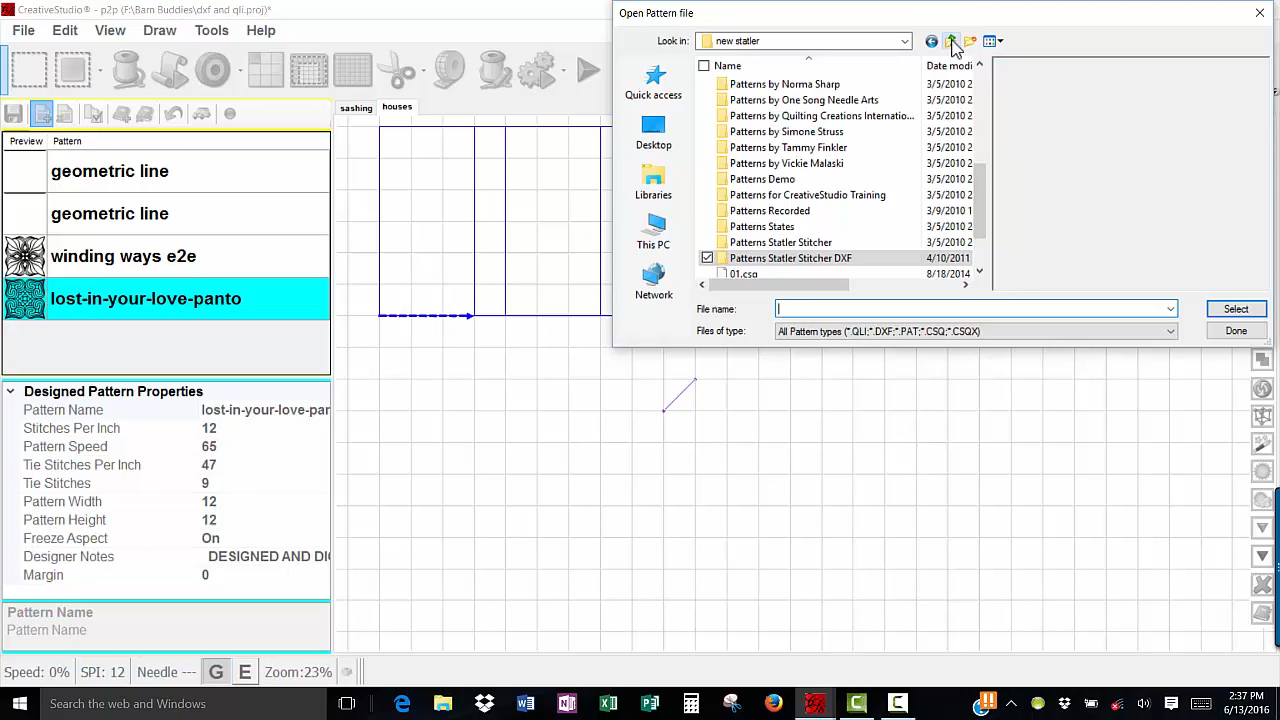 CreativeStudio® - p2p (F:\Barn Buddies\dxf and qli.proj)*
File Edit View Draw Tools Help
sashing houses
Preview Pattern
geometric line
geometric line
winding ways e2e
lost-in-your-love-panto
Designed Pattern Properties
Pattern Name lost-in-your-love-par
Stitches Per Inch 12
Pattern Speed 65
Tie Stitches Per Inch 47
Tie Stitches 9
Pattern Width 12
Pattern Height 12
Freeze Aspect On
Designer Notes DESIGNED AND DI
Margin 0
Pattern Name
Pattern Name
Speed: 0% SPI: 12 Needle --- G E Zoom:23%
Open Pattern file
Look in: new statler
Quick access
Desktop
Libraries
This PC
Network
Name Date modi
Patterns by Norma Sharp 3/5/2010 2
Patterns by One Song Needle Arts 3/5/2010 2
Patterns by Quilting Creations Internatio... 3/5/2010 2
Patterns by Simone Struss 3/5/2010 2
Patterns by Tammy Finkler 3/5/2010 2
Patterns by Vickie Malaski 3/5/2010 2
Patterns Demo 3/5/2010 2
Patterns for CreativeStudio Training 3/5/2010 2
Patterns Recorded 3/9/2010 1
Patterns States 3/5/2010 2
Patterns Statler Stitcher 3/5/2010 2
Patterns Statler Stitcher DXF 4/10/2011
01.csq 8/18/2014
File name: Select
Files of type: All Pattern types (*.QLI;*.DXF;*.PAT;*.CSQ;*.CSQX) Done
Search the web and Windows
2:37 PM
6/13/2016